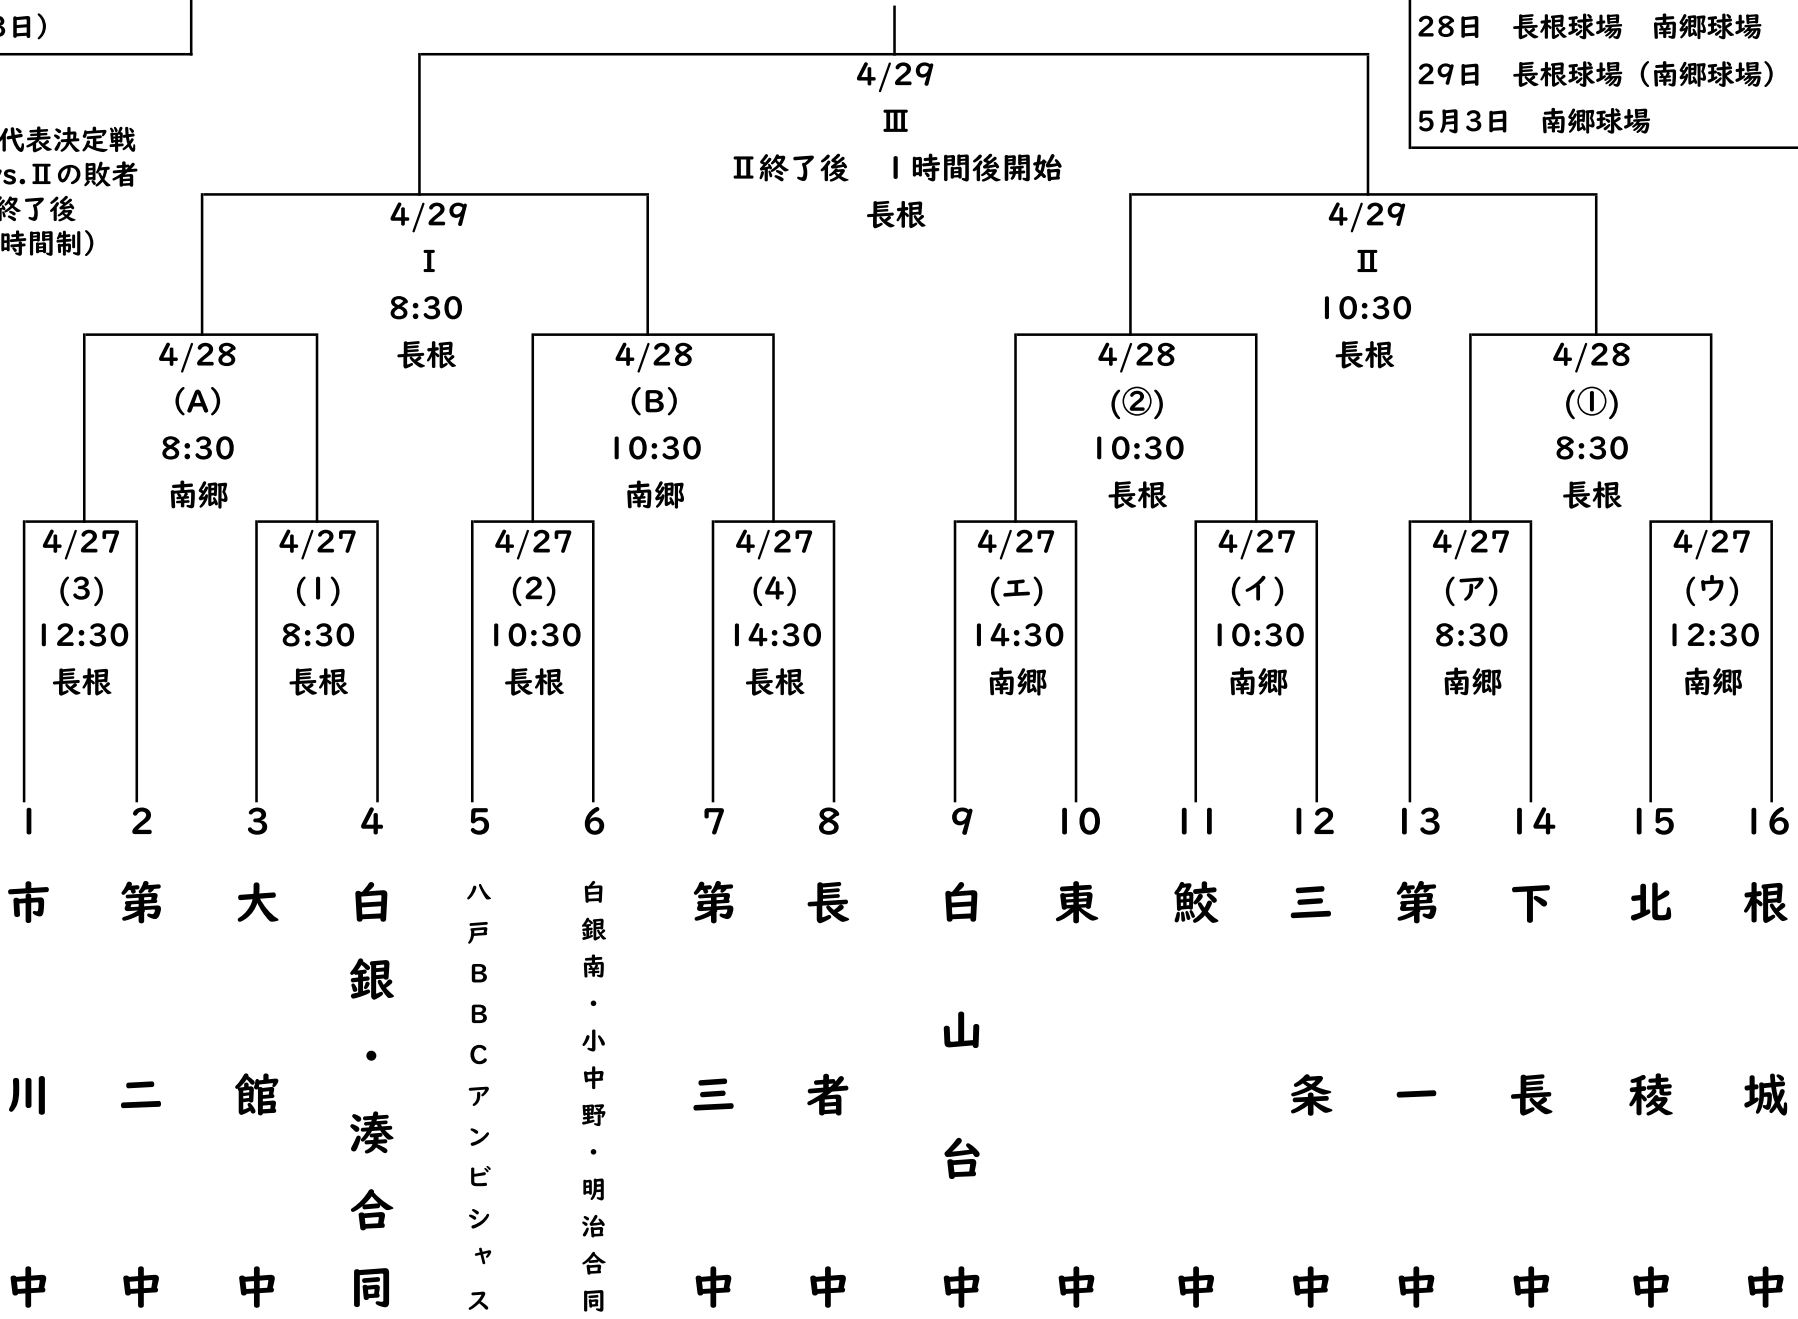 3日）
28日　長根球場　南郷球場
29日　長根球場（南郷球場）
5月3日　南郷球場
代表決定戦
vs.Ⅱの敗者
終了後
時間制）
4/29
Ⅲ
Ⅱ終了後　1時間後開始
長根
4/29
Ⅰ
8:30
長根
4/29
Ⅱ
10:30
長根
4/28
(A)
8:30
南郷
4/28
(B)
10:30
南郷
4/28
(②)
10:30
長根
4/28
(①)
8:30
長根
4/27
(3)
12:30
長根
4/27
(1)
8:30
長根
4/27
(2)
10:30
長根
4/27
(4)
14:30
長根
4/27
(エ)
14:30
南郷
4/27
(イ)
10:30
南郷
4/27
(ア)
8:30
南郷
4/27
(ウ)
12:30
南郷
1
2
3
4
5
6
7
8
9
10
11
12
13
14
15
16
市川中
第二中
大館中
白銀・湊合同
八戸BBCアンビシャス
白銀南・小中野・明治合同
第三中
長者中
白山台中
東中
鮫中
三条中
第一中
下長中
北稜中
根城中